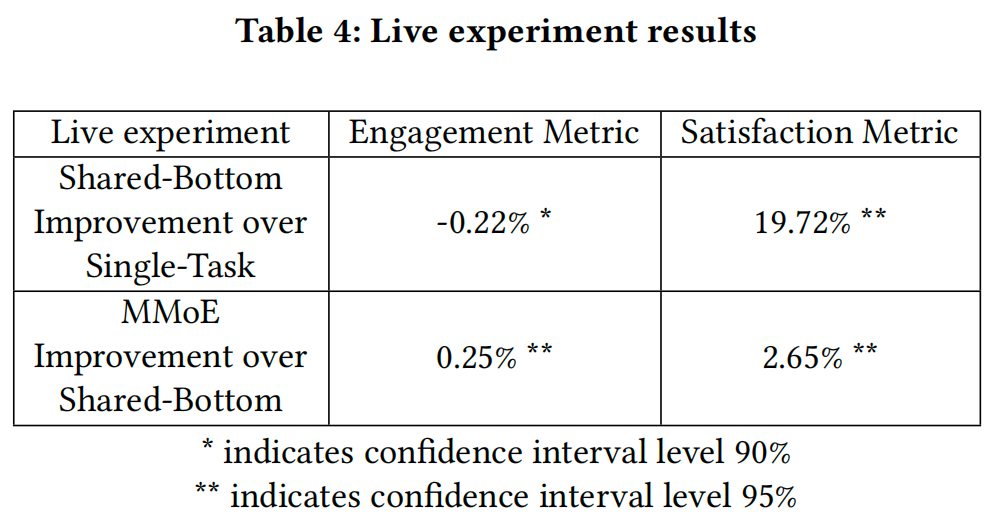 Table 4: Live experiment results
Live experiment
Engagement Metric
Satisfaction Metric
Shared-Bottom
Improvement over
Single-Task
-0.22% *
19.72% **
MMoE
Improvement over
Shared-Bottom
0.25% **
2.65% **
* indicates confidence interval level 90%
** indicates confidence interval level 95%